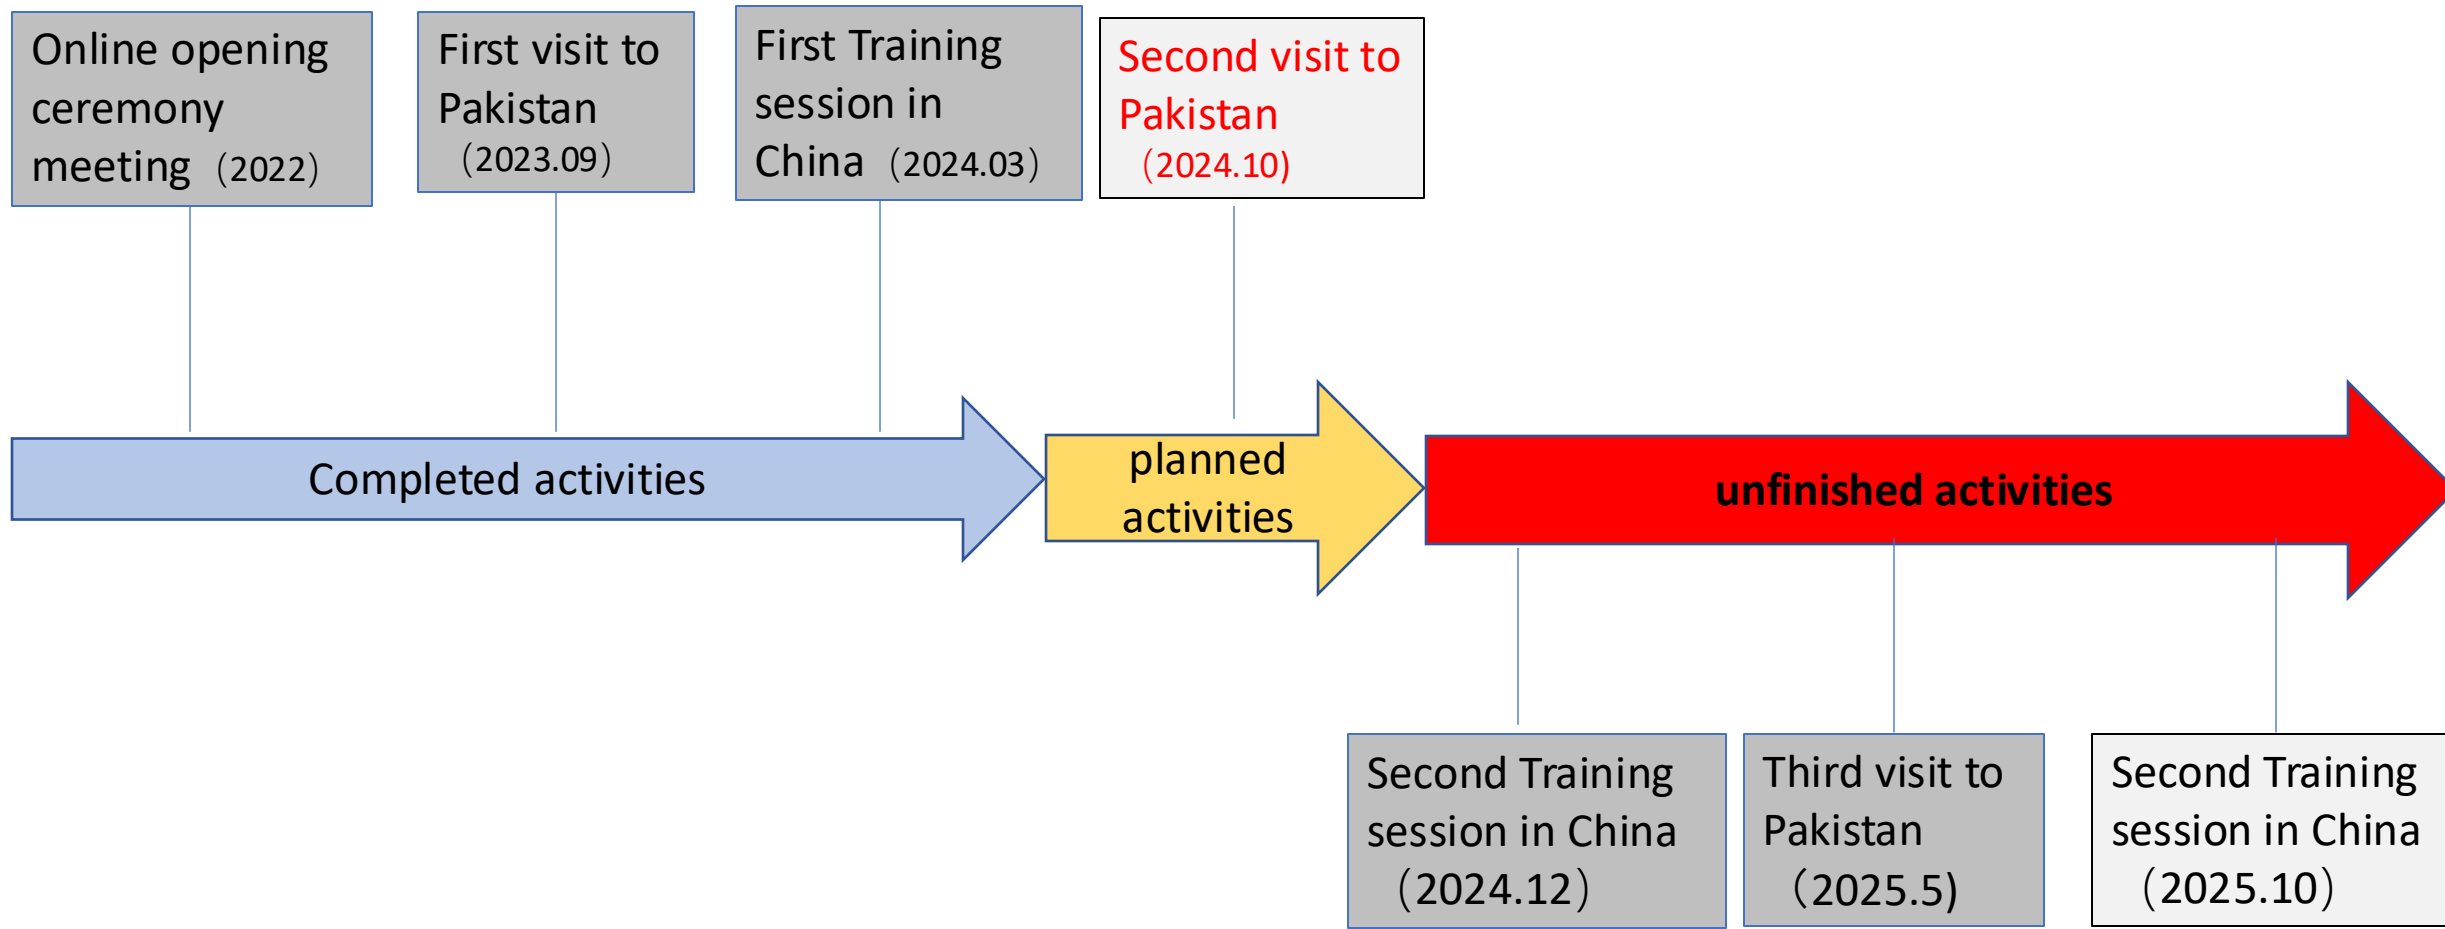 Online opening
ceremony
meeting（2022）
First visit to
Pakistan
（2023.09）
First Training
session in
China（2024.03）
Second visit to
Pakistan
（2024.10)
Completed activities
planned
activities
unfinished activities
Second Training
session in China
（2024.12）
Third visit to
Pakistan
（2025.5)
Second Training
session in China
（2025.10）